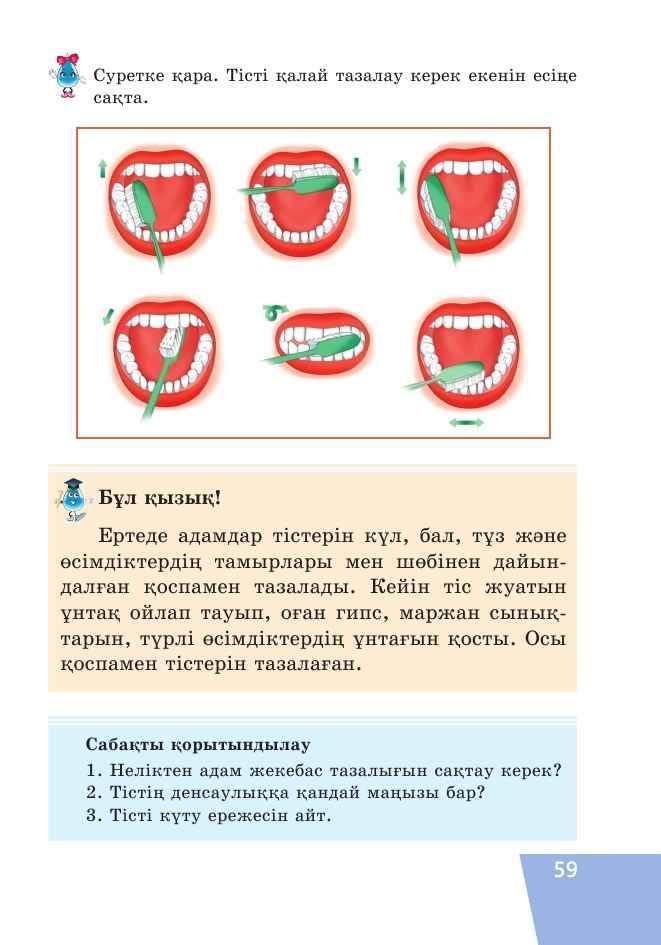 Суретке қара. Тісті қалай тазалау керек екенін есіңе
сақта.
Бұл қызық!
Ертеде адамдар тістерін күл, бал, тұз және
өсімдіктердің тамырлары мен шөбінен дайын-
далған қоспамен тазалады. Кейін тіс жуатын
ұнтақ ойлап тауып, оған гипс, маржан сынық-
тарын, түрлі өсімдіктердің ұнтағын қосты. Осы
қоспамен тістерін тазалаған.
Сабақты қорытындылау
1. Неліктен адам жекебас тазалығын сақтау керек?
2. Тістің денсаулыққа қандай маңызы бар?
3. Тісті күту ережесін айт.
59